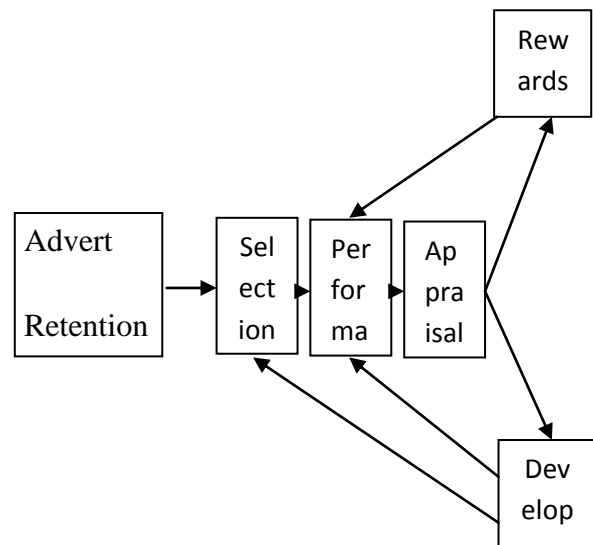 Rew
ards
Advert
Retention
Sel
ect
ion
Per
for
ma
Ap
pra
isal
Dev
elop